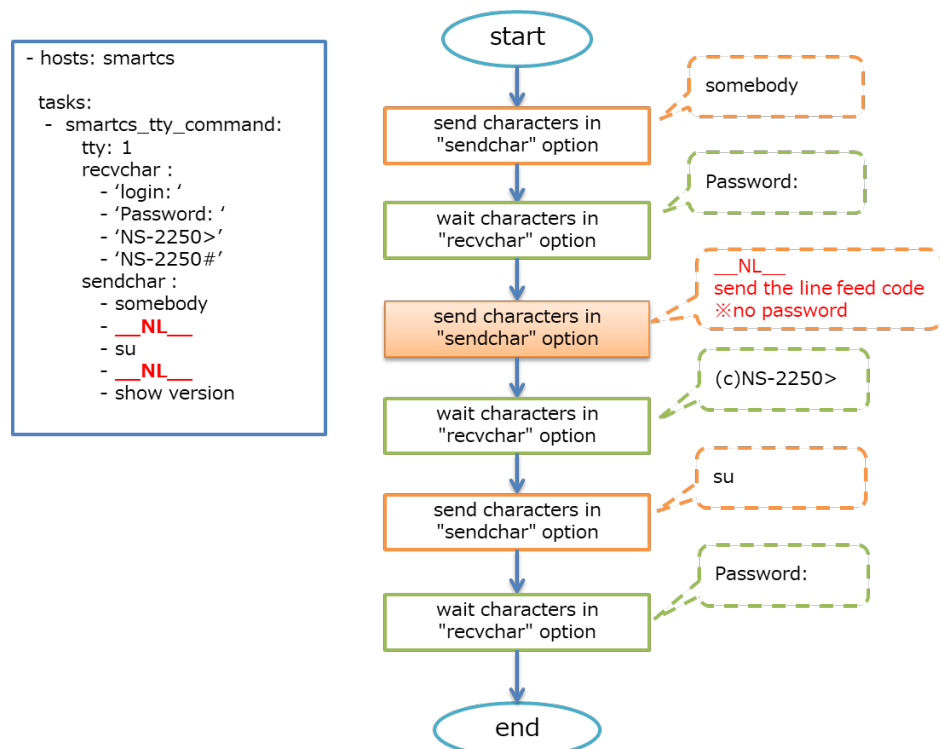 - hosts: smartcs
tasks:
- smartcs_tty_command:
tty: 1
recvchar :
- ‘login: ‘
- ‘Password: ‘
- ‘NS-2250>’
- ‘NS-2250#’
sendchar :
- somebody
- __NL__
- su
- __NL__
- show version
start
send characters in
"sendchar" option
somebody
wait characters in
"recvchar" option
Password:
send characters in
"sendchar" option
__NL__
send the line feed code
※no password
wait characters in
"recvchar" option
(c)NS-2250>
send characters in
"sendchar" option
su
wait characters in
"recvchar" option
Password:
end